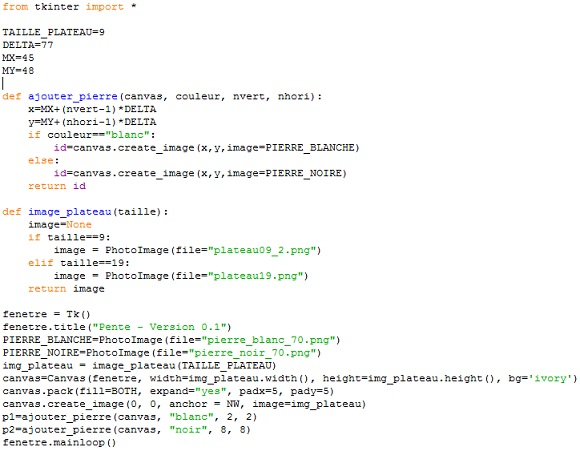 from tkinter import *
TAILLE_PLATEAU=9
DELTA=77
MX=45
MY=48
def ajouter_pierre(canvas, couleur, nvert, nhori):
    x=MX+(nvert-1)*DELTA
    y=MY+(nhori-1)*DELTA
    if couleur=="blanc":
        id=canvas.create_image(x,y,image=PIERRE_BLANCHE)
    else:
        id=canvas.create_image(x,y,image=PIERRE_NOIRE)
    return id
def image_plateau(taille):
    image=None
    if taille==9:
        image = PhotoImage(file="plateau09_2.png")
    elif taille==19:
        image = PhotoImage(file="plateau19.png")
    return image
fenetre = Tk()
fenetre.title("Pente - Version 0.1")
PIERRE_BLANCHE=PhotoImage(file="pierre_blanc_70.png")
PIERRE_NOIRE=PhotoImage(file="pierre_noir_70.png")
img_plateau = image_plateau(TAILLE_PLATEAU)
canvas=Canvas(fenetre, width=img_plateau.width(), height=img_plateau.height(), bg='ivory')
canvas.pack(fill=BOTH, expand="yes", padx=5, pady=5)
canvas.create_image(0, 0, anchor = NW, image=img_plateau)
p1=ajouter_pierre(canvas, "blanc", 2, 2)
p2=ajouter_pierre(canvas, "noir", 8, 8)
fenetre.mainloop()